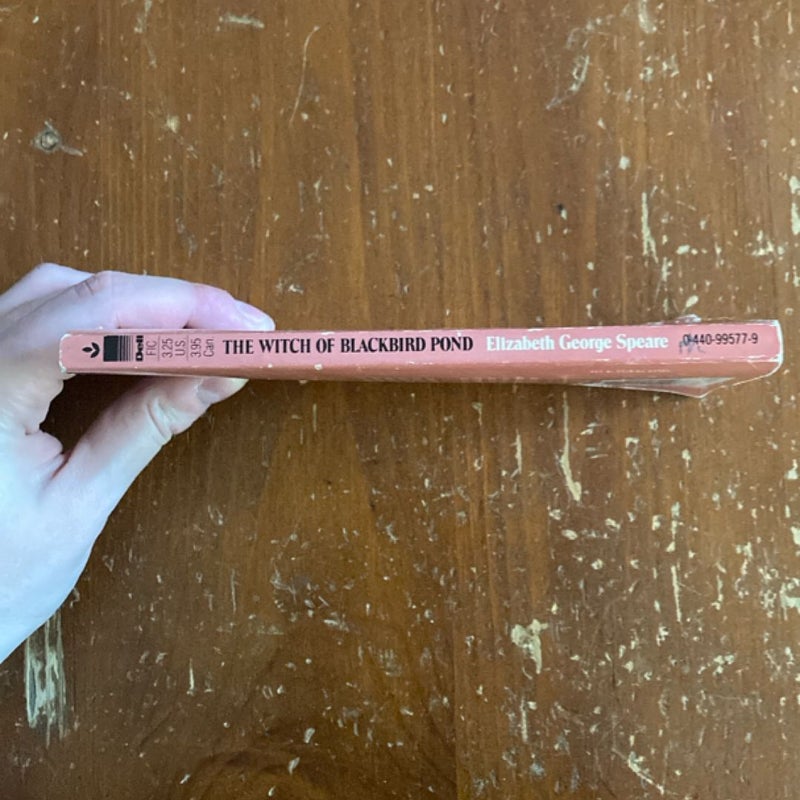 Dell
FIC
3.25
U.S.
3.95
Can.
THE WITCH OF BLACKBIRD POND
Elizabeth George Speare
0-440-99577-9